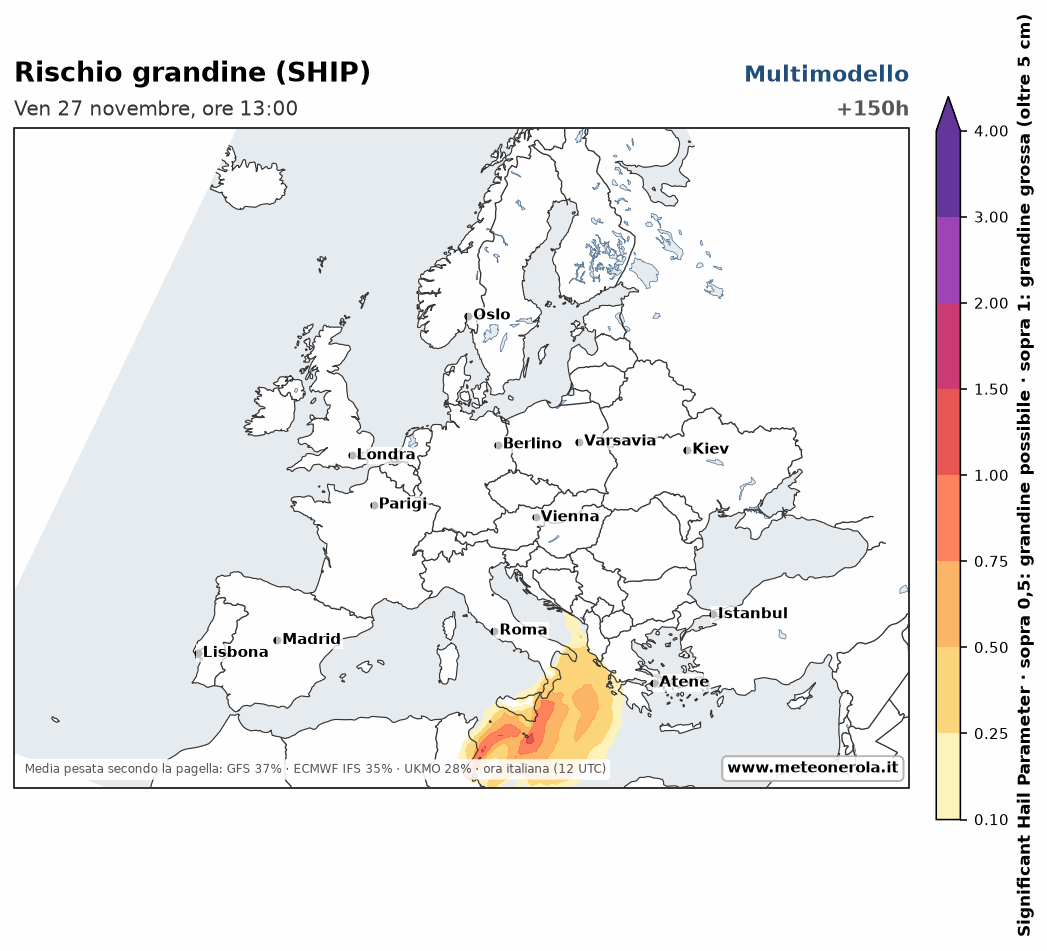 Rischio grandine (SHIP)
Multimodello
Ven 27 novembre, ore 13:00
+150h
Oslo
Berlino
Varsavia
Kiev
Londra
Parigi
Vienna
Istanbul
Roma
Madrid
Lisbona
Atene
Media pesata secondo la pagella: GFS 37% · ECMWF IFS 35% · UKMO 28% · ora italiana (12 UTC)
www.meteonerola.it
4.00
3.00
2.00
1.50
1.00
0.75
0.50
0.25
0.10
Significant Hail Parameter · sopra 0,5: grandine possibile · sopra 1: grandine grossa (oltre 5 cm)